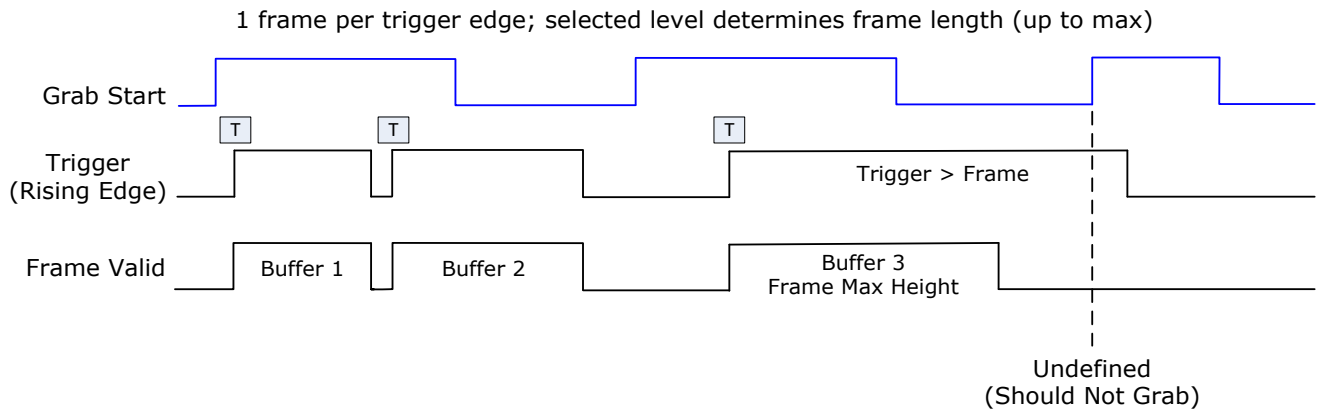 1 frame per trigger edge; selected level determines frame length (up to max)
Grab Start
T
T
T
Trigger
(Rising Edge)
Trigger > Frame
Frame Valid
Buffer 1
Buffer 2
Buffer 3
Frame Max Height
Undefined
(Should Not Grab)